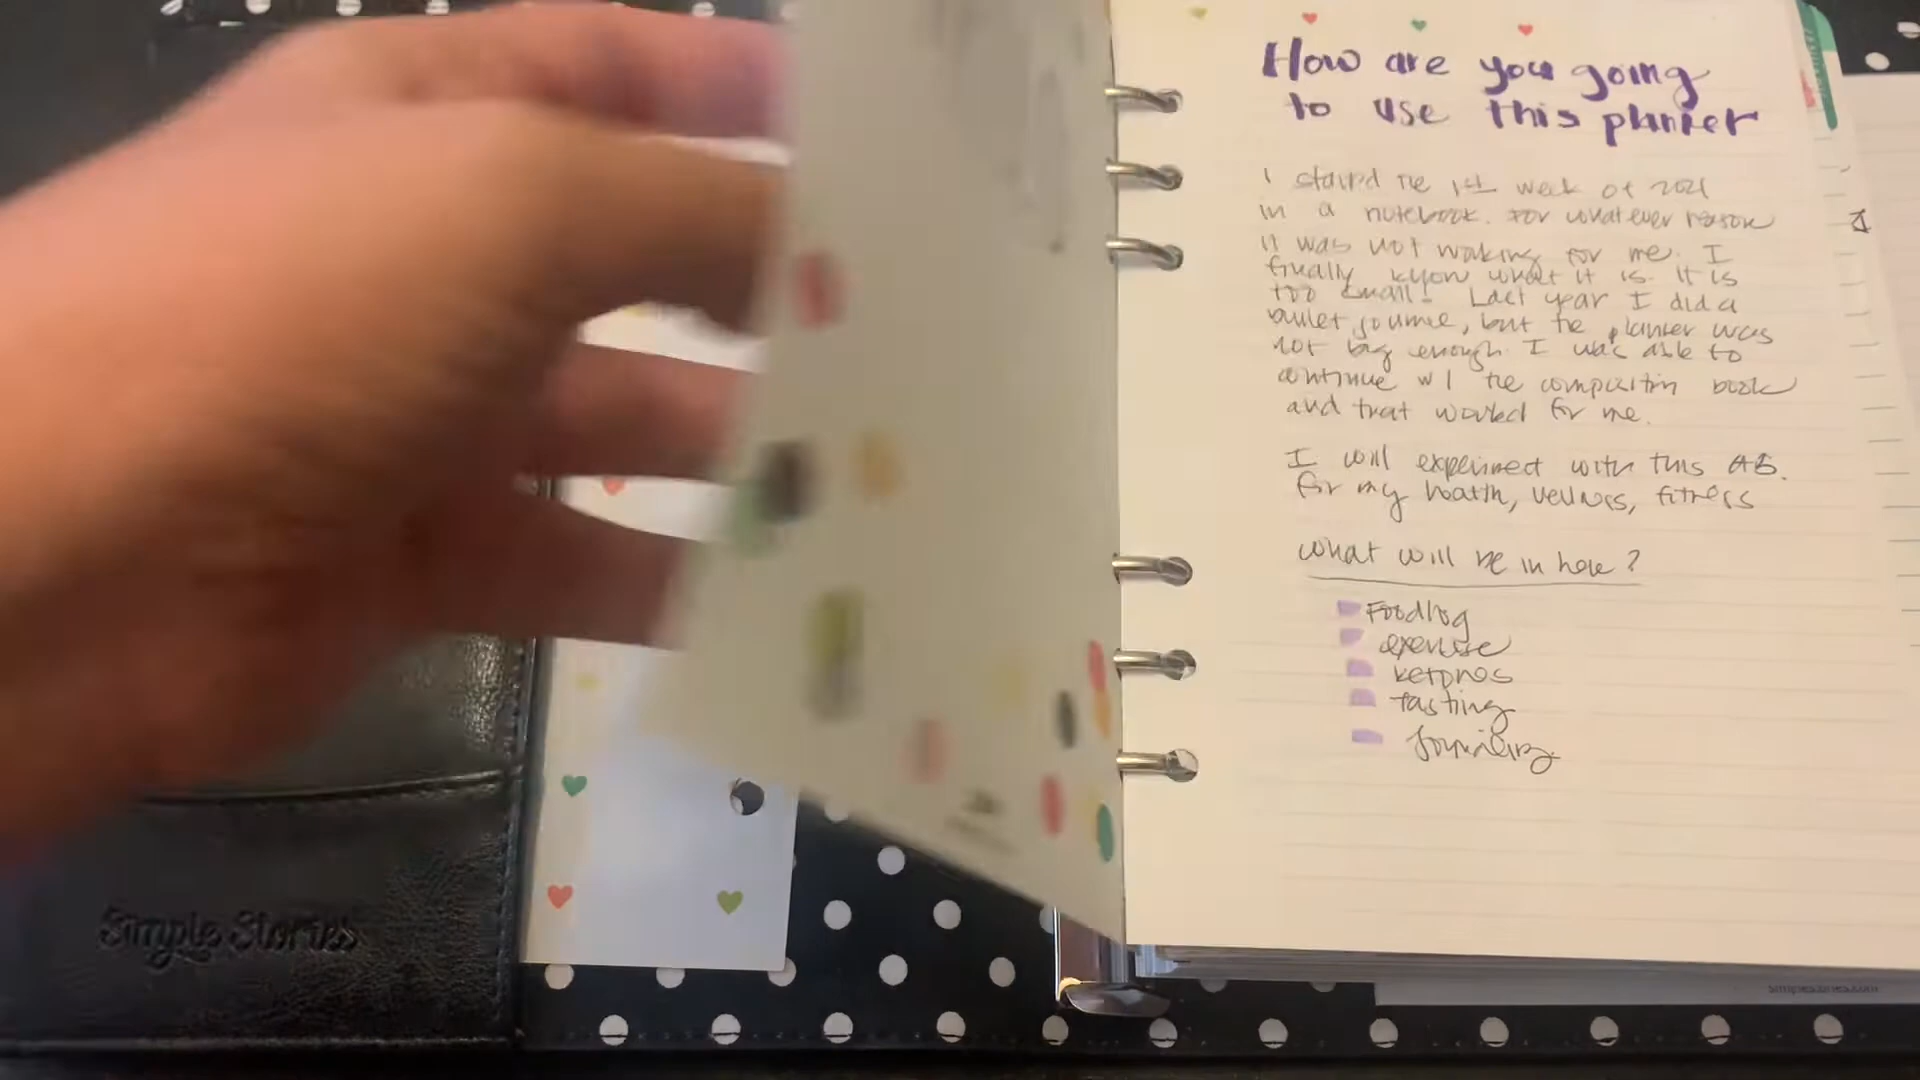 How are you going
to use this planner
I started the 1st week of 2021
in a notebook. For whatever reason
it was not working for me. I
finally know what it is. It is
too small! Last year I did a
bullet journal, but the planner was
not big enough. I was able to
continue w/ the composition book
and that worked for me.
I will experiment with this A5.
for my health, wellness, fitness
What will be in here?
Foodlog
exercise
ketones
fasting
journaling
Simple Stories
simplestories.com